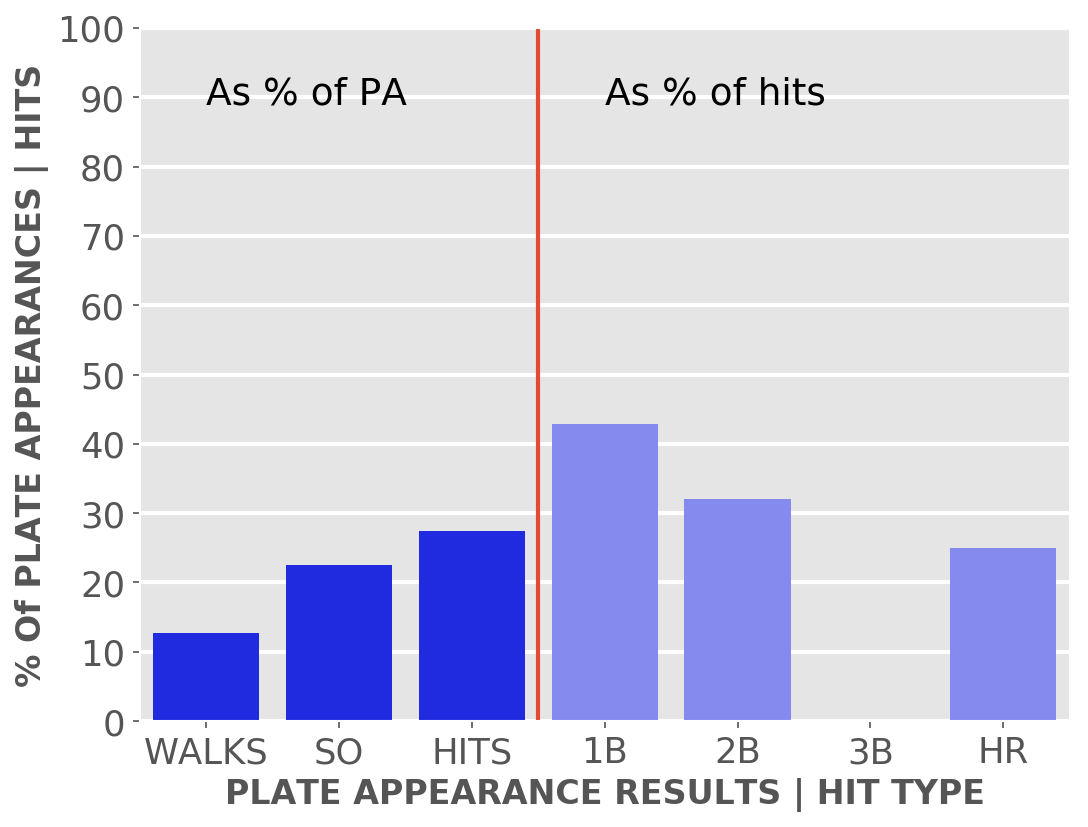 % Of PLATE APPEARANCES | HITS
100
90
80
70
60
50
40
30
20
10
0
As % of PA
As % of hits
WALKS SO HITS 1B 2B 3B HR
PLATE APPEARANCE RESULTS | HIT TYPE